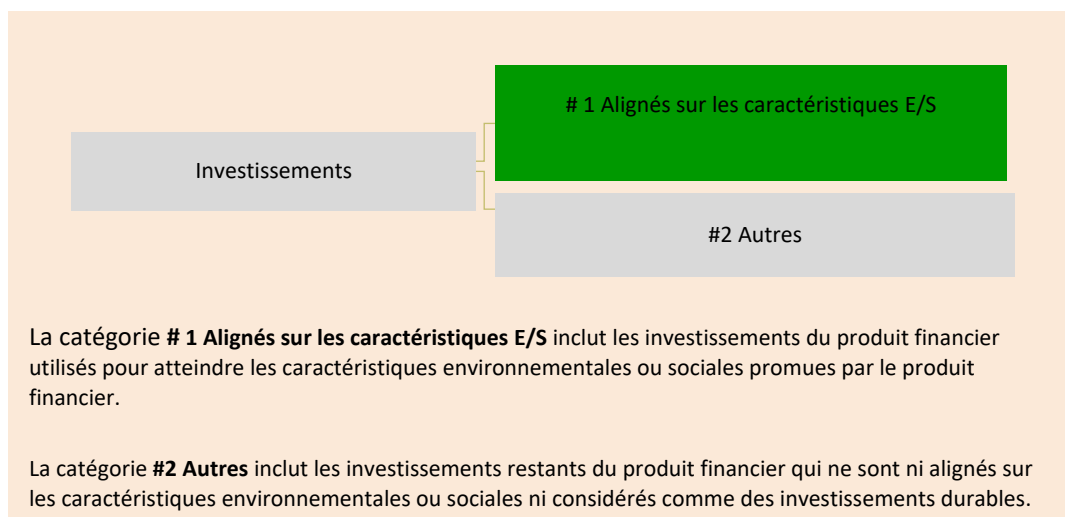 # 1 Alignés sur les caractéristiques E/S
Investissements
#2 Autres
La catégorie # 1 Alignés sur les caractéristiques E/S inclut les investissements du produit financier
utilisés pour atteindre les caractéristiques environnementales ou sociales promues par le produit
financier.
La catégorie #2 Autres inclut les investissements restants du produit financier qui ne sont ni alignés sur
les caractéristiques environnementales ou sociales ni considérés comme des investissements durables.